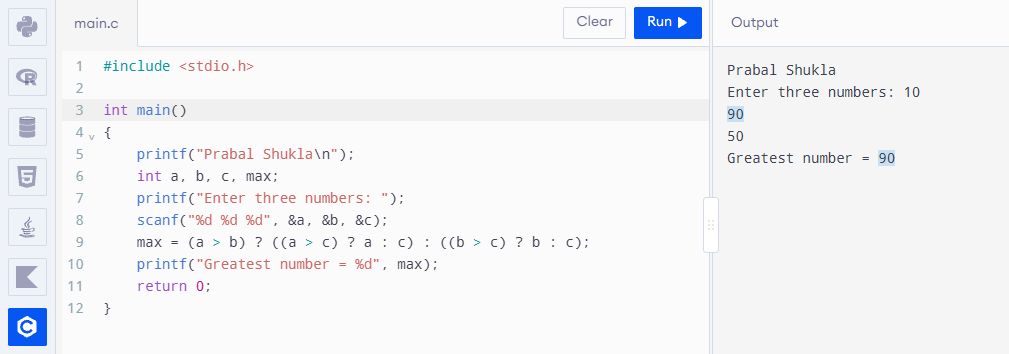 main.c
Clear
Run
Output
1 #include <stdio.h>
2
3 int main()
4 {
5     printf("Prabal Shukla\n");
6     int a, b, c, max;
7     printf("Enter three numbers: ");
8     scanf("%d %d %d", &a, &b, &c);
9     max = (a > b) ? ((a > c) ? a : c) : ((b > c) ? b : c);
10     printf("Greatest number = %d", max);
11     return 0;
12 }
Prabal Shukla
Enter three numbers: 10
90
50
Greatest number = 90